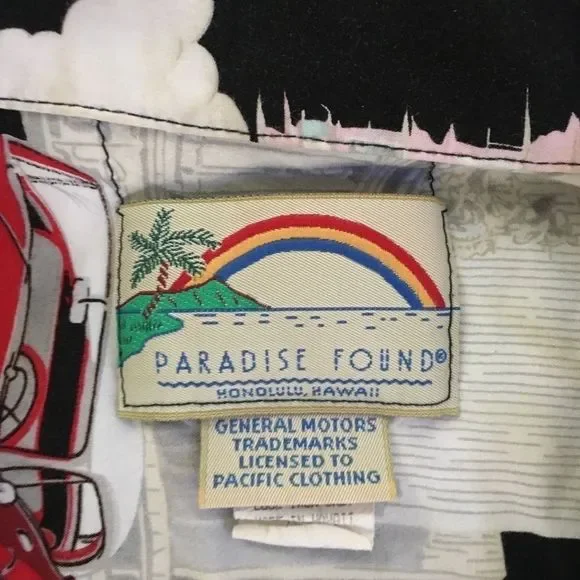 PARADISE FOUND®
HONOLULU, HAWAII
GENERAL MOTORS
TRADEMARKS
LICENSED TO
PACIFIC CLOTHING